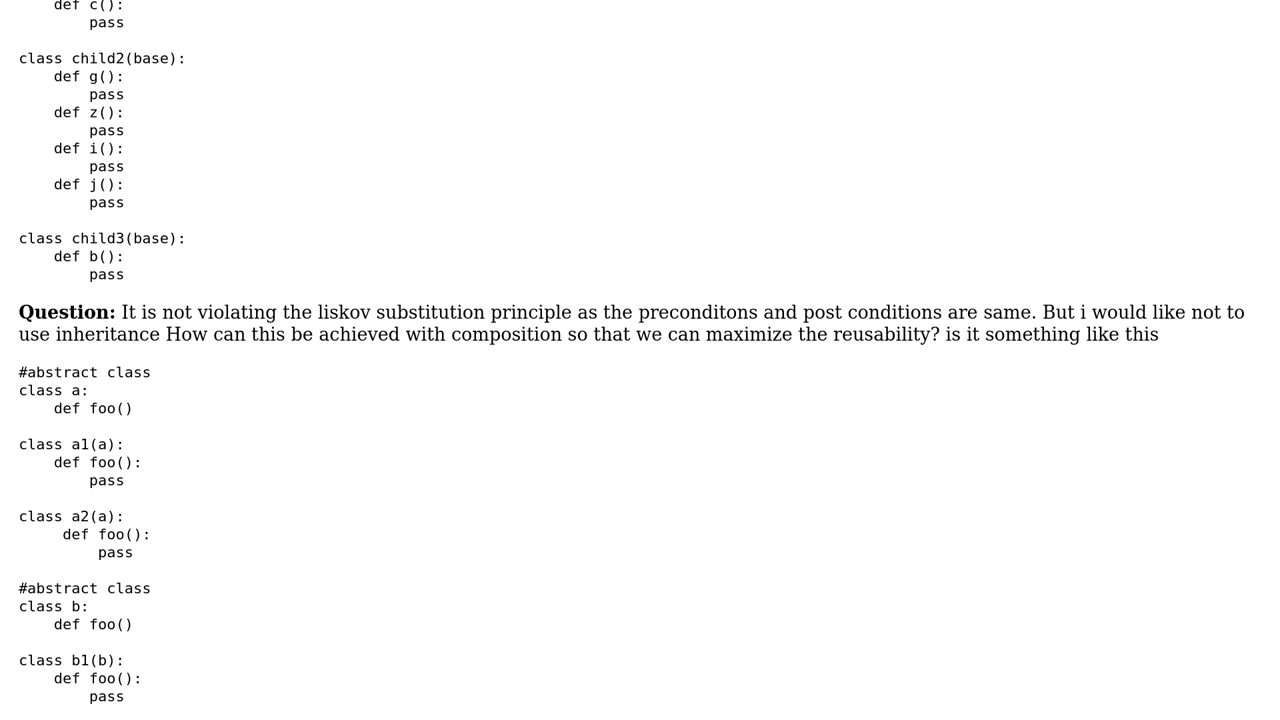 def c():
        pass

class child2(base):
    def g():
        pass
    def z():
        pass
    def i():
        pass
    def j():
        pass

class child3(base):
    def b():
        pass

Question: It is not violating the liskov substitution principle as the preconditons and post conditions are same. But i would like not to
use inheritance How can this be achieved with composition so that we can maximize the reusability? is it something like this

#abstract class
class a:
    def foo()

class a1(a):
    def foo():
        pass

class a2(a):
     def foo():
         pass

#abstract class
class b:
    def foo()

class b1(b):
    def foo():
        pass